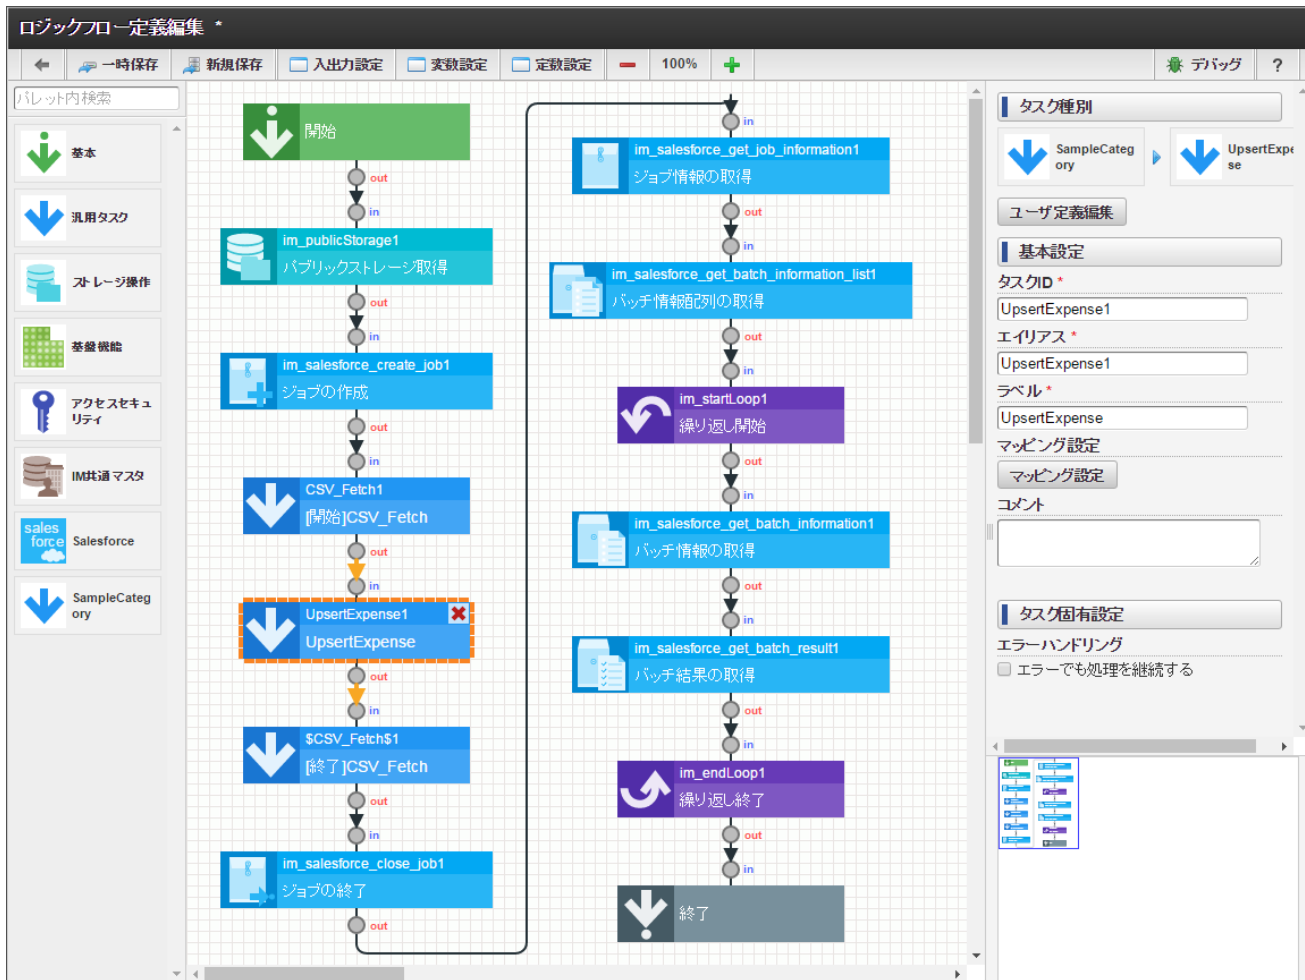 ロジックフロー定義編集 *
一時保存 新規保存 入出力設定 変数設定 定数設定 100% デバッグ ?
パレット内検索
基本
汎用タスク
ストレージ操作
基盤機能
アクセスセキュ
リティ
IM共通マスタ
sales
force
Salesforce
SampleCateg
ory
開始
out
in
im_publicStorage1
パブリックストレージ取得
out
in
im_salesforce_create_job1
ジョブの作成
out
in
CSV_Fetch1
[開始]CSV_Fetch
out
in
UpsertExpense1
UpsertExpense
out
in
$CSV_Fetch$1
[終了]CSV_Fetch
out
in
im_salesforce_close_job1
ジョブの終了
out
in
im_salesforce_get_job_information1
ジョブ情報の取得
out
in
im_salesforce_get_batch_information_list1
バッチ情報配列の取得
out
in
im_startLoop1
繰り返し開始
out
in
im_salesforce_get_batch_information1
バッチ情報の取得
out
in
im_salesforce_get_batch_result1
バッチ結果の取得
out
in
im_endLoop1
繰り返し終了
out
in
終了
タスク種別
SampleCateg
ory
UpsertExpe
se
ユーザ定義編集
基本設定
タスクID *
UpsertExpense1
エイリアス *
UpsertExpense1
ラベル *
UpsertExpense
マッピング設定
マッピング設定
コメント
タスク固有設定
エラーハンドリング
エラーでも処理を継続する